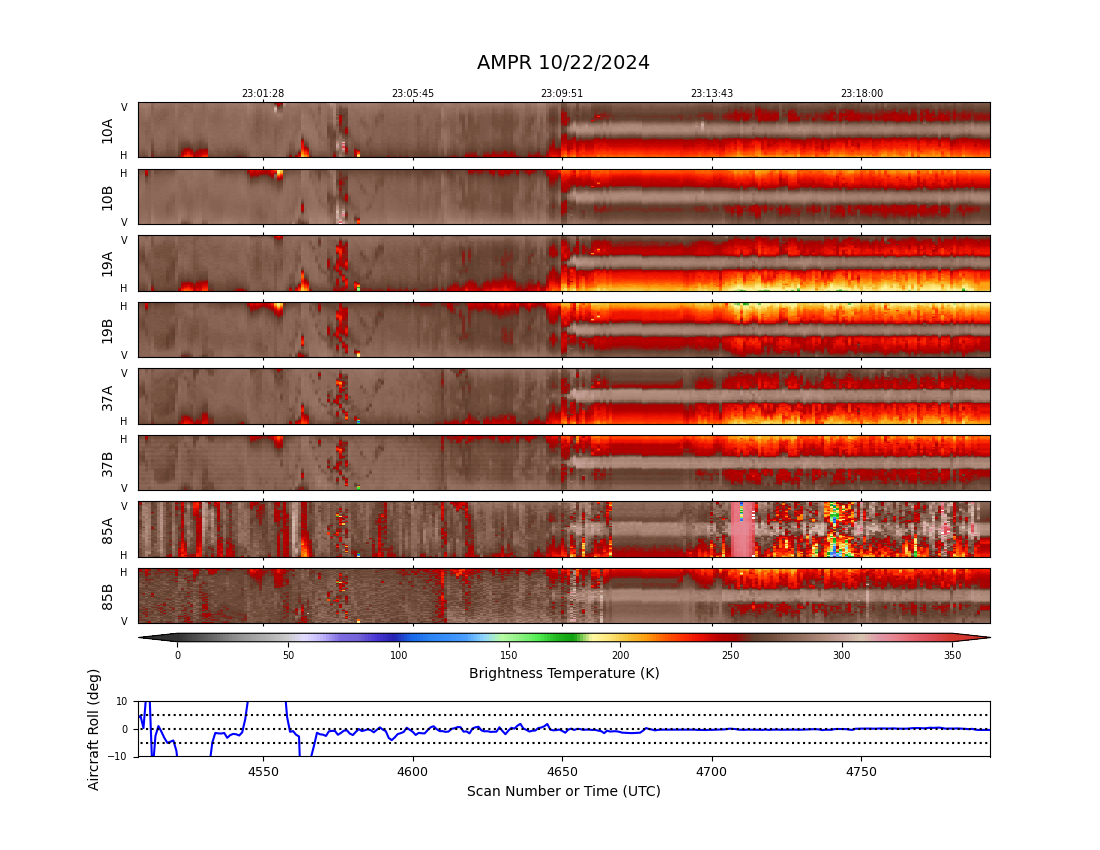 AMPR 10/22/2024
23:01:28 23:05:45 23:09:51 23:13:43 23:18:00
V
10A
H
H
10B
V
V
19A
H
H
19B
V
V
37A
H
H
37B
V
V
85A
H
H
85B
V
0 50 100 150 200 250 300 350
Brightness Temperature (K)
Aircraft Roll (deg)
10
0
−10
4550 4600 4650 4700 4750
Scan Number or Time (UTC)